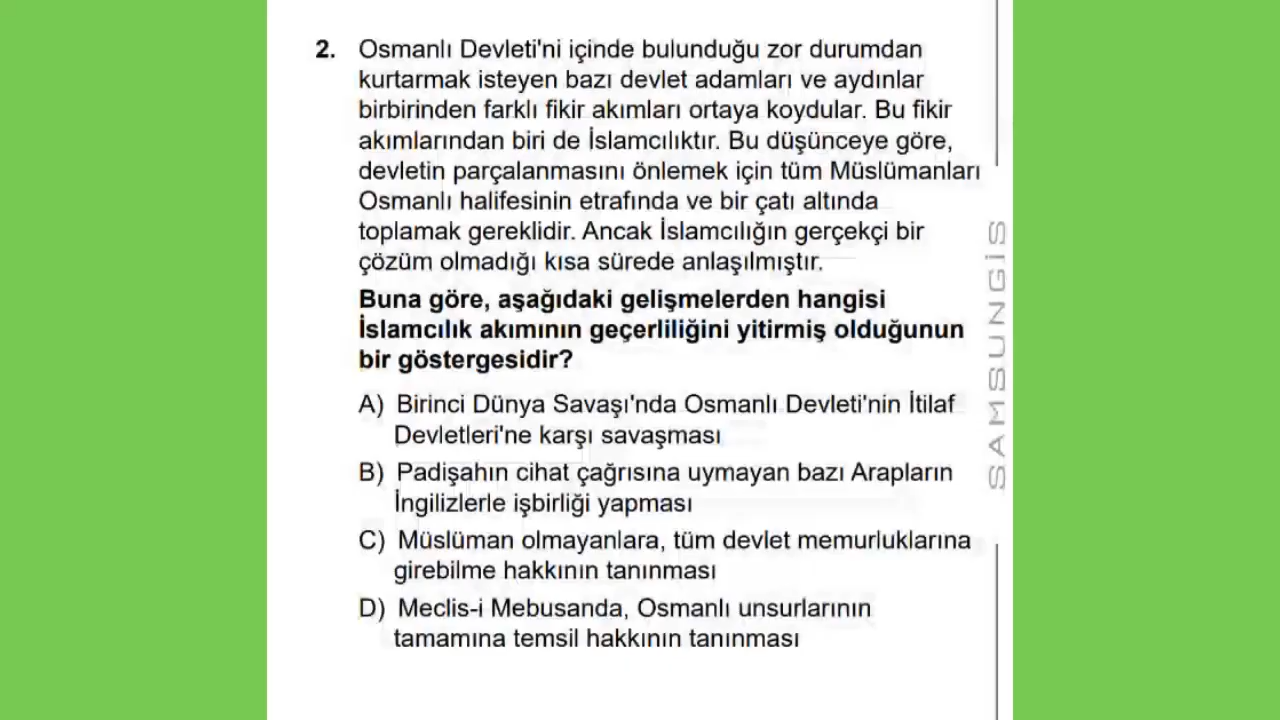 2. Osmanlı Devleti'ni içinde bulunduğu zor durumdan
kurtarmak isteyen bazı devlet adamları ve aydınlar
birbirinden farklı fikir akımları ortaya koydular. Bu fikir
akımlarından biri de İslamcılıktır. Bu düşünceye göre,
devletin parçalanmasını önlemek için tüm Müslümanları
Osmanlı halifesinin etrafında ve bir çatı altında
toplamak gereklidir. Ancak İslamcılığın gerçekçi bir
çözüm olmadığı kısa sürede anlaşılmıştır.
Buna göre, aşağıdaki gelişmelerden hangisi
İslamcılık akımının geçerliliğini yitirmiş olduğunun
bir göstergesidir?
A) Birinci Dünya Savaşı'nda Osmanlı Devleti'nin İtilaf
Devletleri'ne karşı savaşması
B) Padişahın cihat çağrısına uymayan bazı Arapların
İngilizlerle işbirliği yapması
C) Müslüman olmayanlara, tüm devlet memurluklarına
girebilme hakkının tanınması
D) Meclis-i Mebusanda, Osmanlı unsurlarının
tamamına temsil hakkının tanınması
SAMSUNGİS